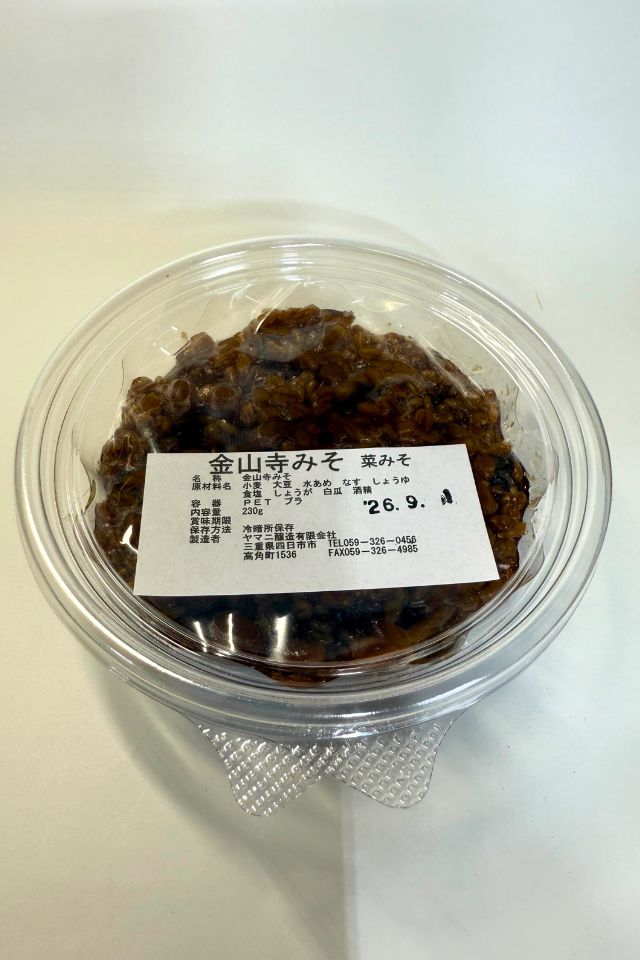 金山寺みそ 菜みそ
名 称 金山寺みそ
原材料名 小麦 大豆 水あめ なす しょうゆ
食塩 しょうが 白瓜 酒精
容 器 PET プラ
内容量 230g
賞味期限 '26.9.
保存方法 冷暗所保存
製造者 ヤマニ醸造有限会社
三重県四日市市 TEL059-326-0456
高角町1536 FAX059-326-4985